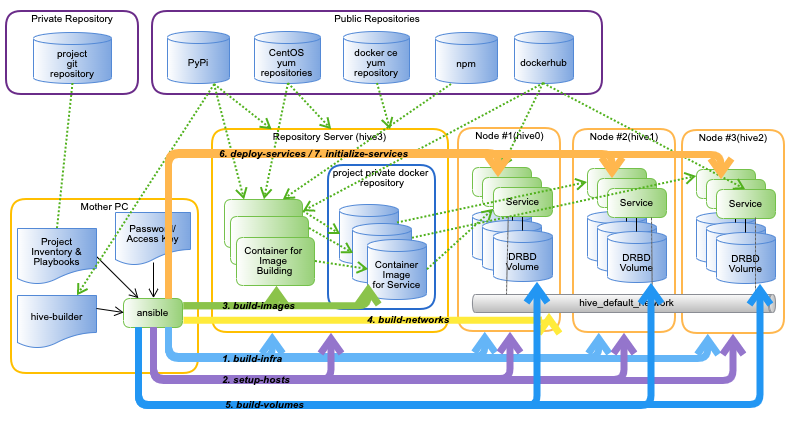 Private Repository
project
git
repository
Public Repositories
PyPi
CentOS
yum
repositories
docker ce
yum
repository
npm
dockerhub
Repository Server (hive3)
Node #1(hive0)
Node #2(hive1)
Node #3(hive2)
6. deploy-services / 7. initialize-services
project private docker
repository
Mother PC
Project
Inventory &
Playbooks
Password/
Access Key
hive-builder
ansible
Container for
Image
Building
Container
Image
for Service
Service
Service
Service
DRBD
Volume
DRBD
Volume
DRBD
Volume
hive_default_network
3. build-images
4. build-networks
1. build-infra
2. setup-hosts
5. build-volumes